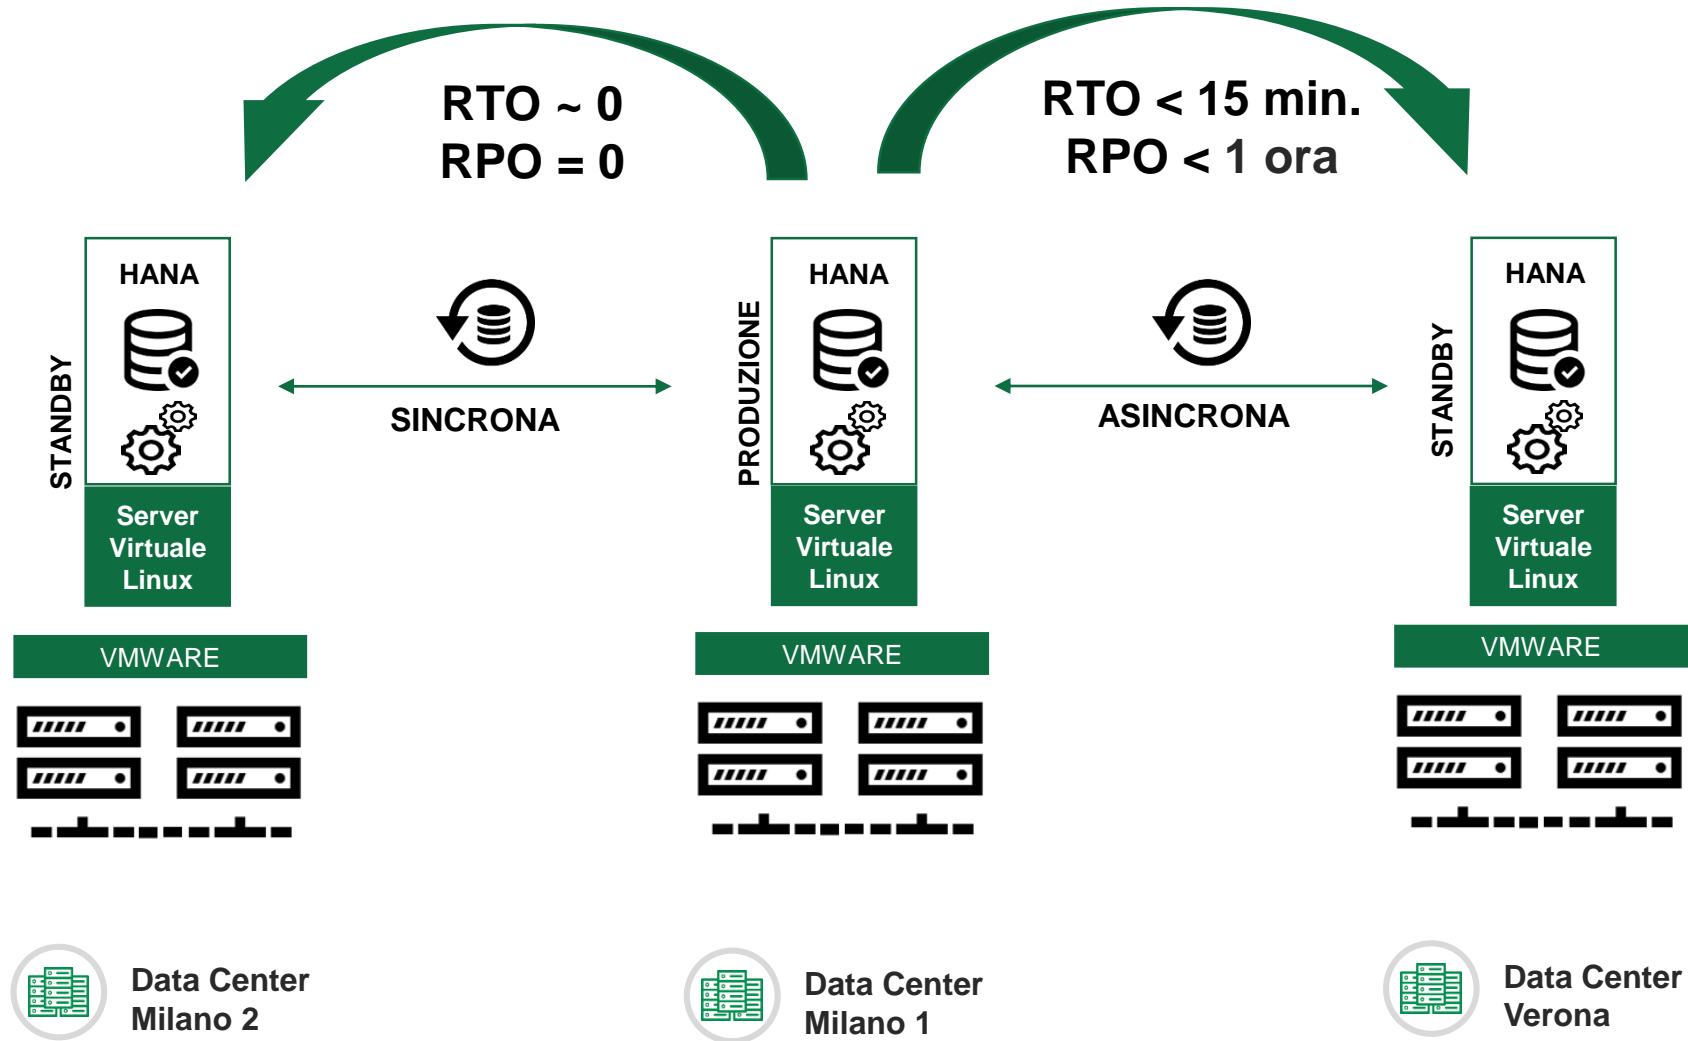 RTO ~ 0
RPO = 0
RTO < 15 min.
RPO < 1 ora
STANDBY
HANA
SINCRONA
PRODUZIONE
HANA
ASINCRONA
STANDBY
HANA
Server
Virtuale
Linux
Server
Virtuale
Linux
Server
Virtuale
Linux
VMWARE
VMWARE
VMWARE
Data Center
Milano 2
Data Center
Milano 1
Data Center
Verona